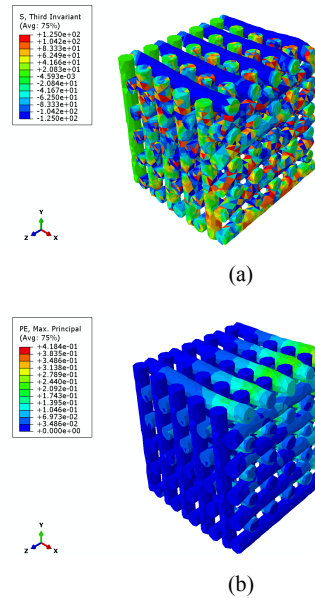 S, Third Invariant
(Avg: 75%)
+1.250e+02
+1.042e+02
+8.333e+01
+6.249e+01
+4.166e+01
+2.083e+01
-4.593e-03
-2.084e+01
-4.167e+01
-6.250e+01
-8.333e+01
-1.042e+02
-1.250e+02
Y
Z X
(a)
PE, Max. Principal
(Avg: 75%)
+4.184e-01
+3.835e-01
+3.486e-01
+3.138e-01
+2.789e-01
+2.440e-01
+2.092e-01
+1.743e-01
+1.395e-01
+1.046e-01
+6.973e-02
+3.486e-02
+0.000e+00
Y
Z X
(b)